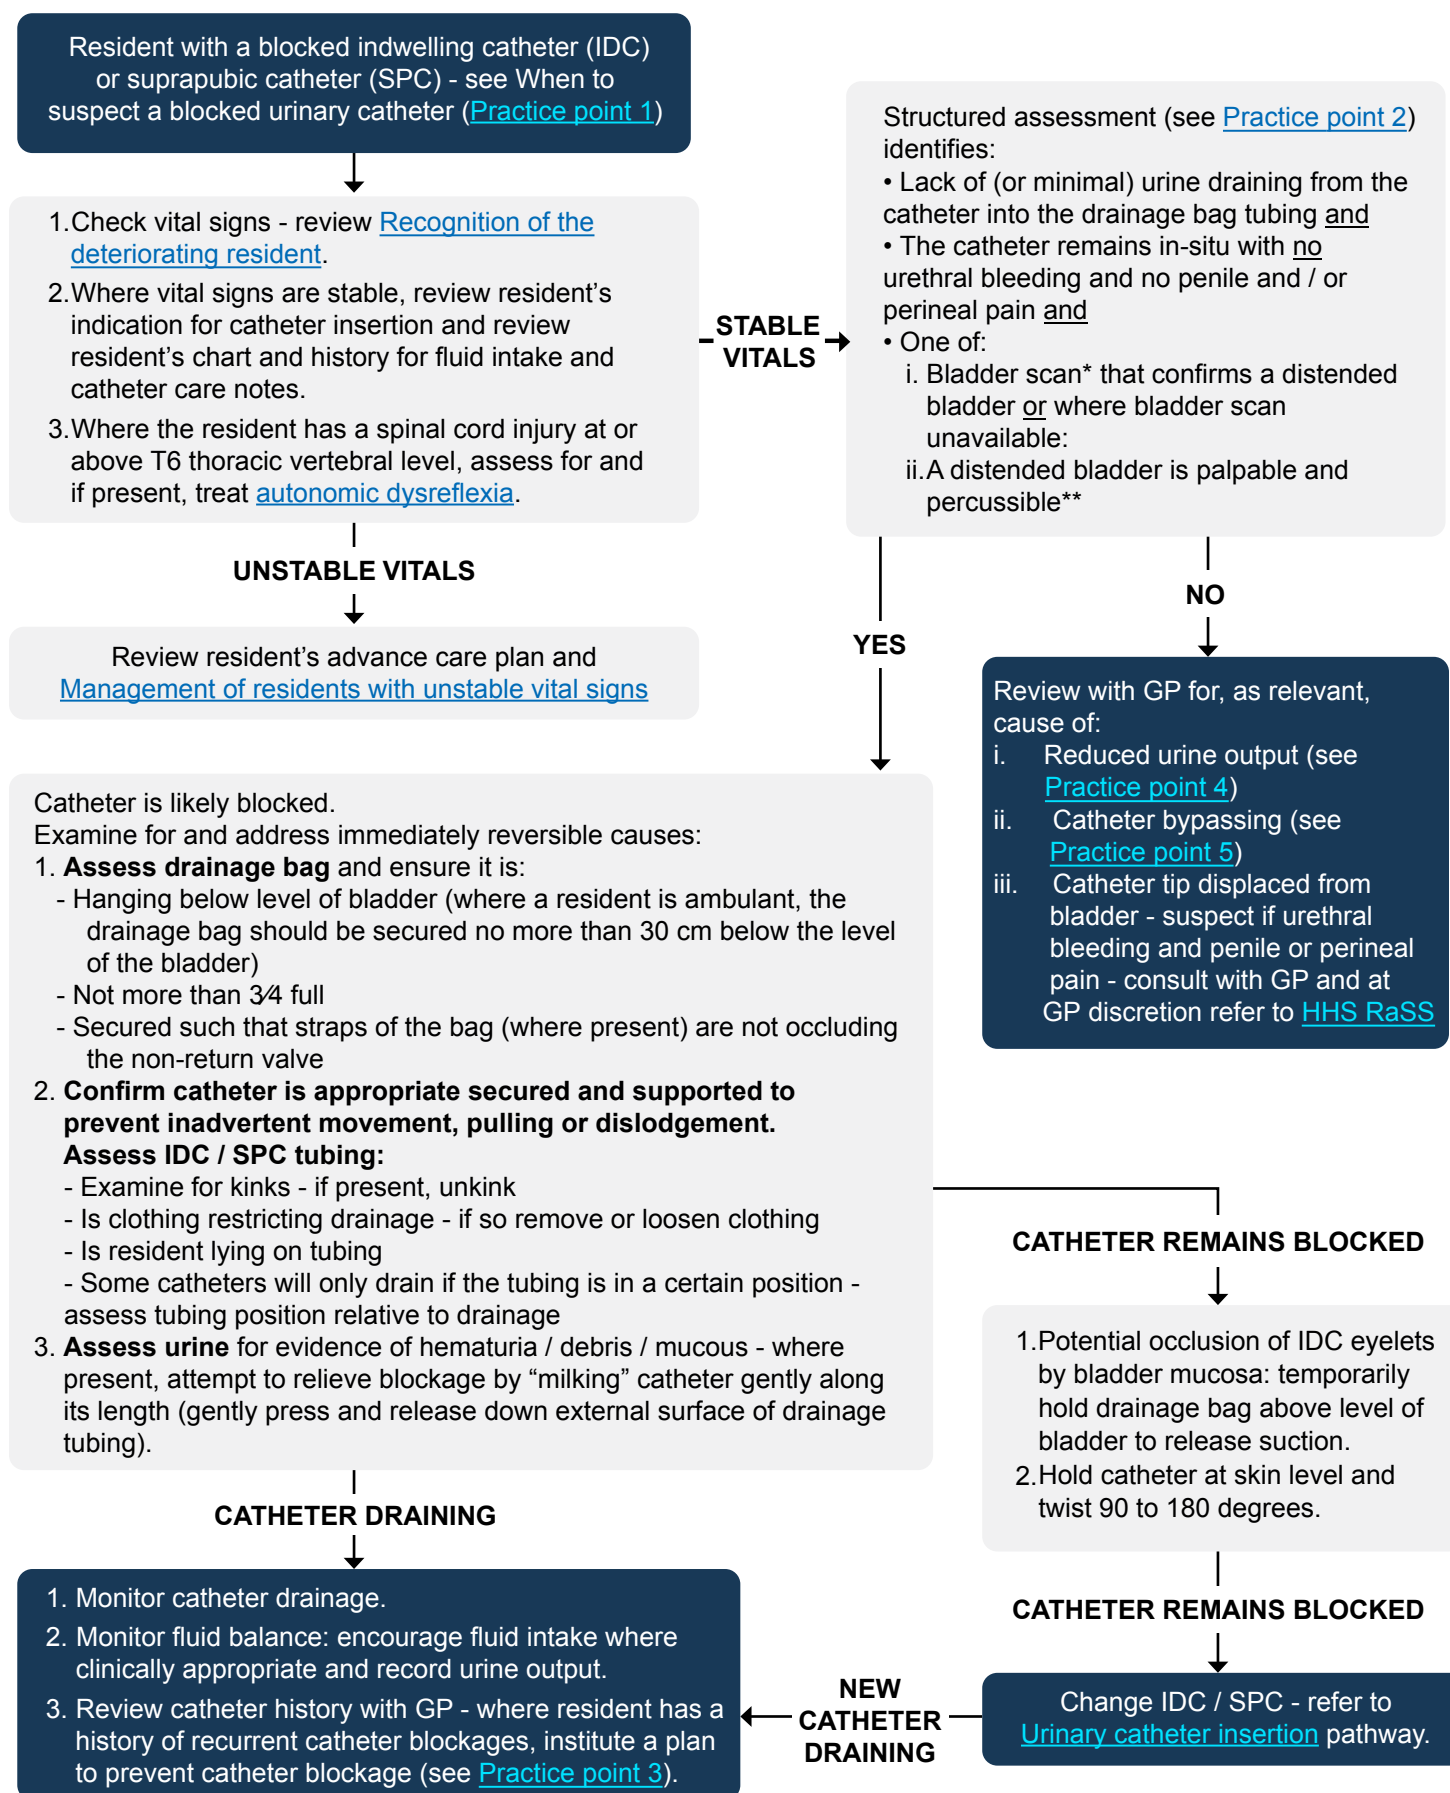 Resident with a blocked indwelling catheter (IDC)
or suprapubic catheter (SPC) - see When to
suspect a blocked urinary catheter (Practice point 1)
1.Check vital signs - review Recognition of the
deteriorating resident.
2.Where vital signs are stable, review resident’s
indication for catheter insertion and review
resident’s chart and history for fluid intake and
catheter care notes.
3.Where the resident has a spinal cord injury at or
above T6 thoracic vertebral level, assess for and
if present, treat autonomic dysreflexia.
STABLE
VITALS
Structured assessment (see Practice point 2)
identifies:
• Lack of (or minimal) urine draining from the
catheter into the drainage bag tubing and
• The catheter remains in-situ with no
urethral bleeding and no penile and / or
perineal pain and
• One of:
i. Bladder scan* that confirms a distended
bladder or where bladder scan
unavailable:
ii.A distended bladder is palpable and
percussible**
UNSTABLE VITALS
Review resident’s advance care plan and
Management of residents with unstable vital signs
YES
NO
Review with GP for, as relevant,
cause of:
i. Reduced urine output (see
Practice point 4)
ii. Catheter bypassing (see
Practice point 5)
iii. Catheter tip displaced from
bladder - suspect if urethral
bleeding and penile or perineal
pain - consult with GP and at
GP discretion refer to HHS RaSS
Catheter is likely blocked.
Examine for and address immediately reversible causes:
1. Assess drainage bag and ensure it is:
- Hanging below level of bladder (where a resident is ambulant, the
drainage bag should be secured no more than 30 cm below the level
of the bladder)
- Not more than 3⁄4 full
- Secured such that straps of the bag (where present) are not occluding
the non-return valve
2. Confirm catheter is appropriate secured and supported to
prevent inadvertent movement, pulling or dislodgement.
Assess IDC / SPC tubing:
- Examine for kinks - if present, unkink
- Is clothing restricting drainage - if so remove or loosen clothing
- Is resident lying on tubing
- Some catheters will only drain if the tubing is in a certain position -
assess tubing position relative to drainage
3. Assess urine for evidence of hematuria / debris / mucous - where
present, attempt to relieve blockage by “milking” catheter gently along
its length (gently press and release down external surface of drainage
tubing).
CATHETER REMAINS BLOCKED
1.Potential occlusion of IDC eyelets
by bladder mucosa: temporarily
hold drainage bag above level of
bladder to release suction.
2.Hold catheter at skin level and
twist 90 to 180 degrees.
CATHETER REMAINS BLOCKED
Change IDC / SPC - refer to
Urinary catheter insertion pathway.
NEW
CATHETER
DRAINING
CATHETER DRAINING
1. Monitor catheter drainage.
2. Monitor fluid balance: encourage fluid intake where
clinically appropriate and record urine output.
3. Review catheter history with GP - where resident has a
history of recurrent catheter blockages, institute a plan
to prevent catheter blockage (see Practice point 3).